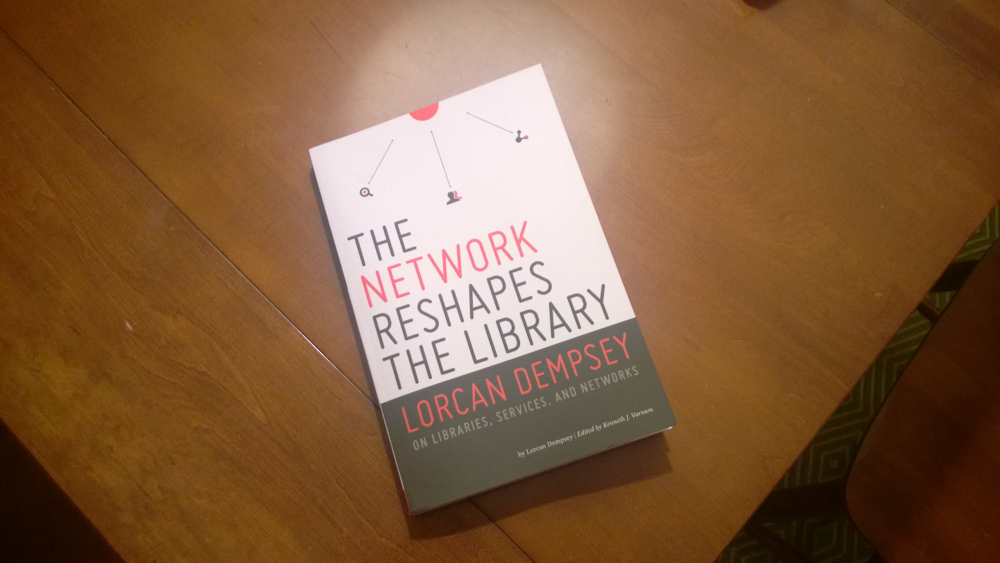 THE
NETWORK
RESHAPES
THE LIBRARY
LORCAN DEMPSEY
ON LIBRARIES, SERVICES, AND NETWORKS
by Lorcan Dempsey | Edited by Kenneth J. Varnum